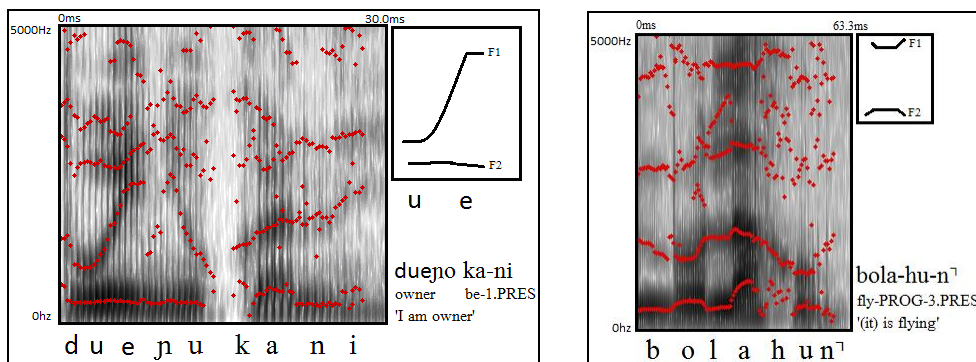 0ms 30.0ms
5000Hz
0hz
F1
F2
u e
dueɲo ka-ni
owner be-1.PRES
'I am owner'
d u e ɲ u k a n i
0ms 63.3ms
5000Hz
0hz
F1
F2
bola-hu-n˺
fly-PROG-3.PRES
'(it) is flying'
b o l a h u n˺